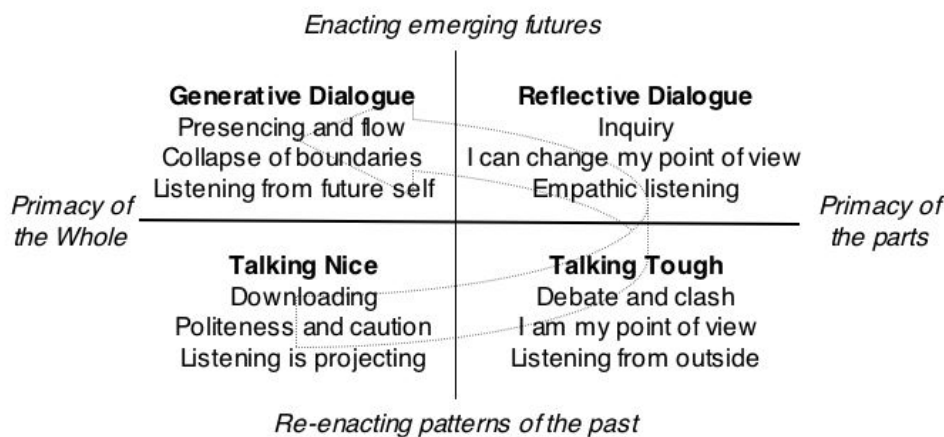 Enacting emerging futures
Generative Dialogue
Presencing and flow
Collapse of boundaries
Listening from future self
Reflective Dialogue
Inquiry
I can change my point of view
Empathic listening
Primacy of
the Whole
Primacy of
the parts
Talking Nice
Downloading
Politeness and caution
Listening is projecting
Talking Tough
Debate and clash
I am my point of view
Listening from outside
Re-enacting patterns of the past